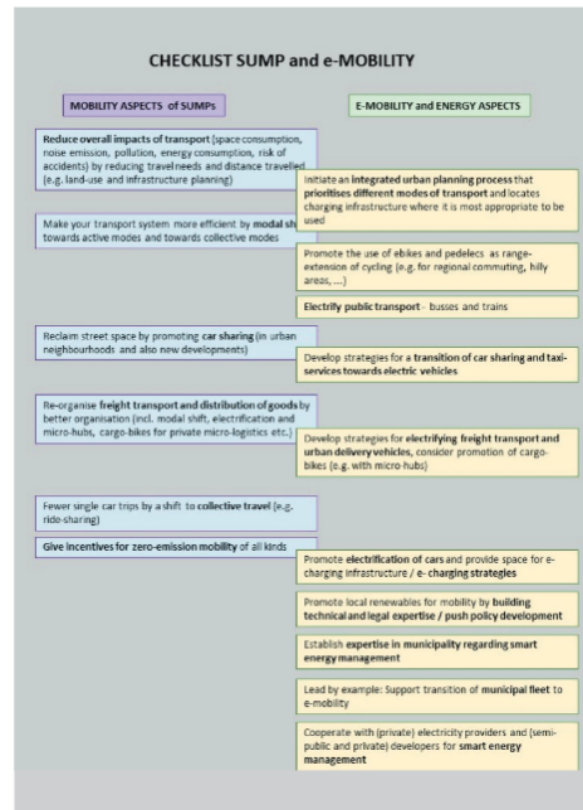 CHECKLIST SUMP and e-MOBILITY
MOBILITY ASPECTS of SUMPs
Reduce overall impacts of transport (space consumption,
noise emission, pollution, energy consumption, risk of
accidents) by reducing travel needs and distance travelled
(e.g. land-use and infrastructure planning)
Make your transport system more efficient by modal
towards active modes and towards collective modes
Reclaim street space by promoting car sharing (in urban
neighbourhoods and also new developments)
Re-organise freight transport and distribution of goods by
better organisation (incl. modal shift, electrification and
micro-hubs, cargo-bikes for private micro-logistics etc.)
Fewer single car trips by a shift to collective travel (e.g.
ride-sharing)
Give incentives for zero-emission mobility of all kinds
E-MOBILITY and ENERGY ASPECTS
Initiate an integrated urban planning process that
prioritises different modes of transport and locates
charging infrastructure where it is most appropriate to be
used
Promote the use of ebikes and pedelecs as range-
extension of cycling (e.g. for regional commuting, hilly
areas, ....)
Electrify public transport - busses and trains
Develop strategies for a transition of car sharing and taxi-
services towards electric vehicles
Develop strategies for electrifying freight transport and
urban delivery vehicles, consider promotion of cargo-
bikes (e.g. with micro-hubs)
Promote electrification of cars and provide space for e-
charging infrastructure / e- charging strategies
Promote local renewables for mobility by building
technical and legal expertise / push policy development
Establish expertise in municipality regarding smart
energy management
Lead by example: Support transition of municipal fleet to
e-mobility
Cooperate with (private) electricity providers and (semi-
public and private) developers for smart energy
management